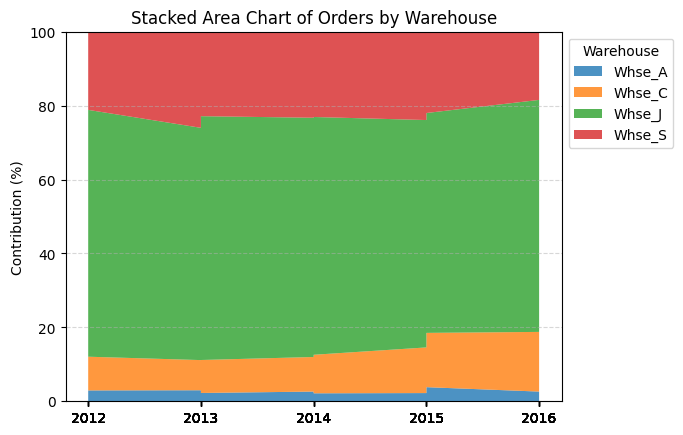 Stacked Area Chart of Orders by Warehouse
100
80
60
40
20
0
Contribution (%)
2012
2013
2014
2015
2016
Warehouse
Whse_A
Whse_C
Whse_J
Whse_S